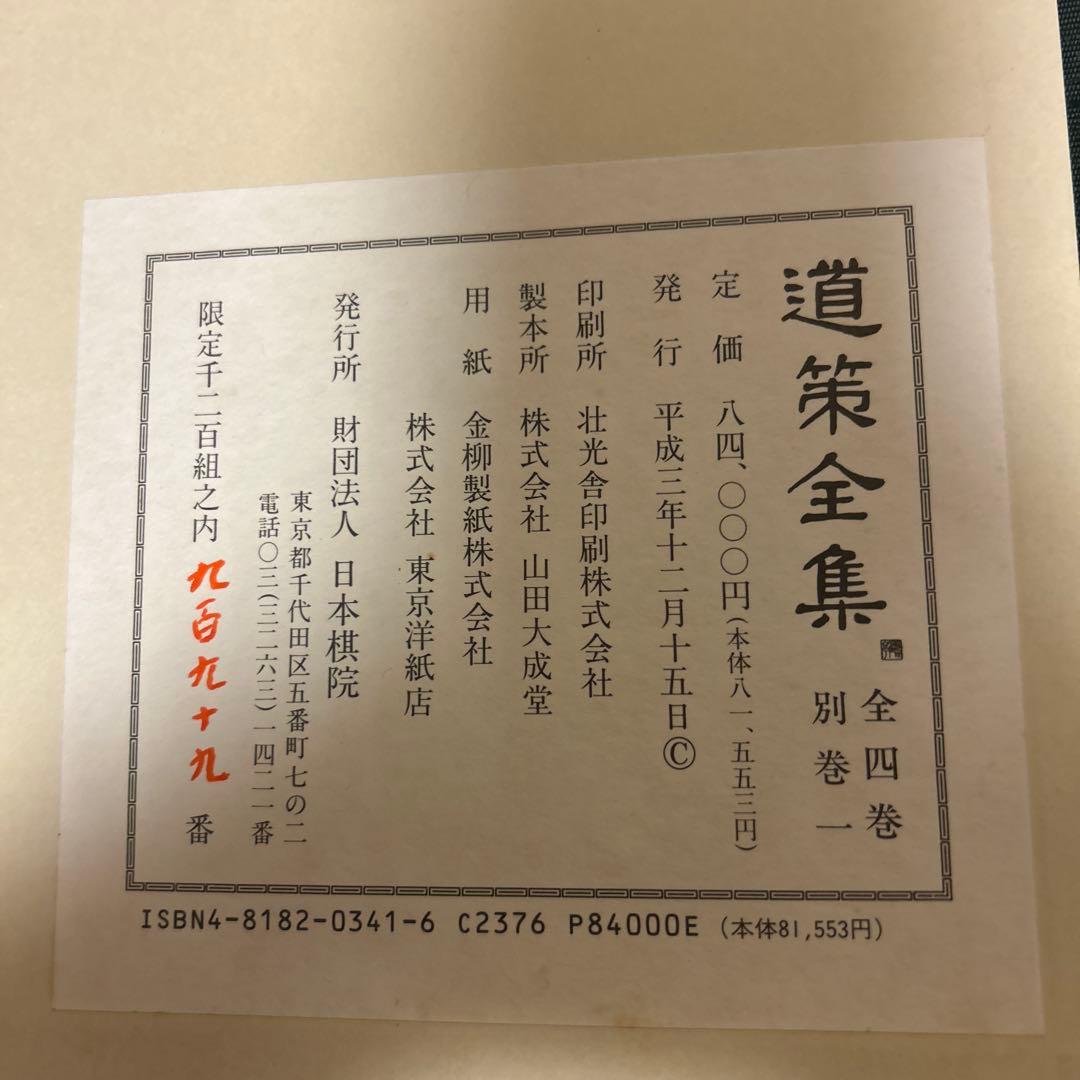 道策全集
全四巻
別巻一
定価 八四、〇〇〇円(本体八一、五五三円)
発行 平成三年十二月十五日©
印刷所 壮光舎印刷株式会社
製本所 株式会社 山田大成堂
用紙 金柳製紙株式会社
株式会社 東京洋紙店
発行所 財団法人 日本棋院
東京都千代田区五番町七の二
電話〇三(三二六三)一四二一番
限定千二百組之内 九百九十九 番
ISBN4-8182-0341-6 C2376 P84000E (本体81,553円)